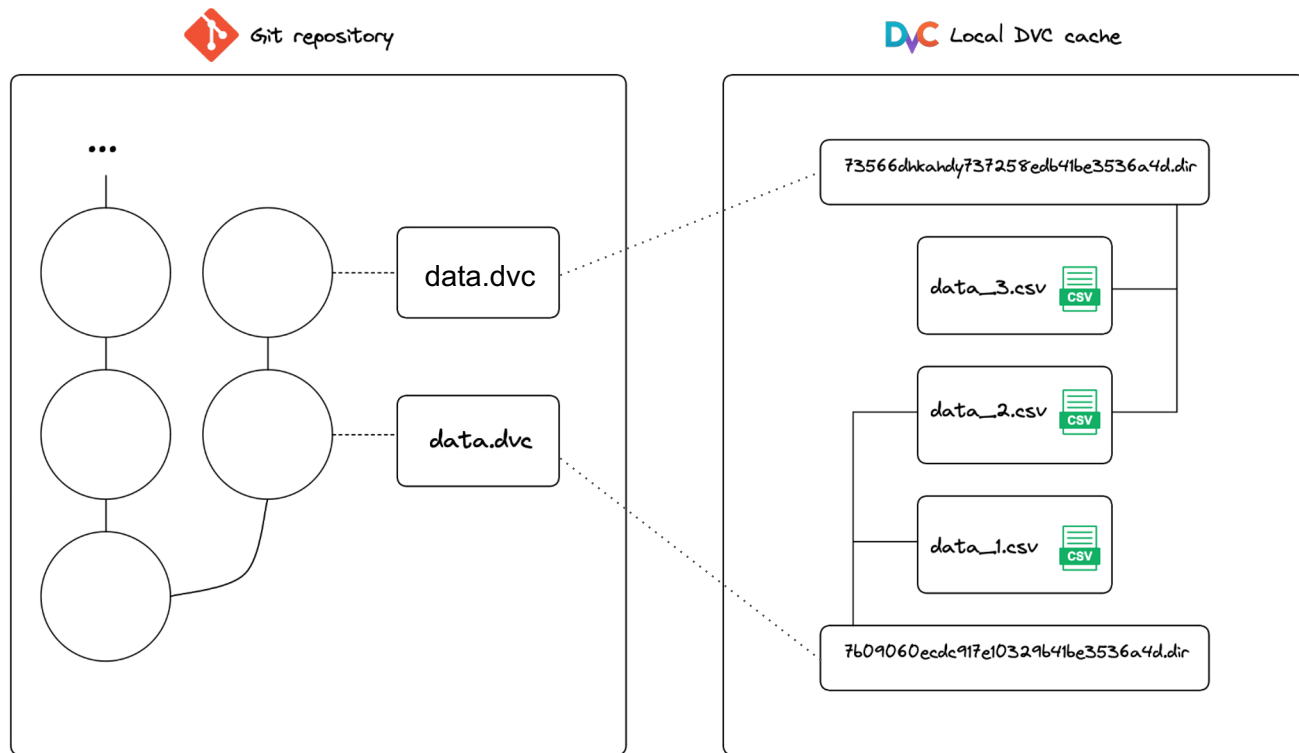 Git repository
DVC Local DVC cache
...
73566dhkahdy737258edb41be3536a4d.dir
data.dvc
data_3.csv
CSV
data_2.csv
CSV
data.dvc
data_1.csv
CSV
7b09060ecdc917e10329b41be3536a4d.dir